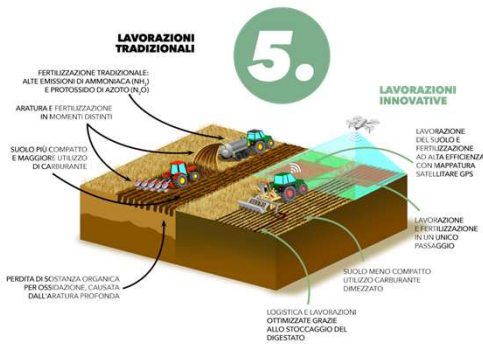 5.
LAVORAZIONI
TRADIZIONALI
FERTILIZZAZIONE TRADIZIONALE:
ALTE EMISSIONI DI AMMONIACA (NH₃)
E PROTOSSIDO DI AZOTO (N₂O)
ARATURA E FERTILIZZAZIONE
IN MOMENTI DISTINTI
SUOLO PIÙ COMPATTO
E MAGGIORE UTILIZZO
DI CARBURANTE
PERDITA DI SOSTANZA ORGANICA
PER OSSIDAZIONE, CAUSATA
DALL'ARATURA PROFONDA
LAVORAZIONI
INNOVATIVE
LAVORAZIONE
DEL SUOLO E
FERTILIZZAZIONE
AD ALTA EFFICIENZA
CON MAPPATURA
SATELLITARE GPS
LAVORAZIONE
E FERTILIZZAZIONE
IN UN UNICO
PASSAGGIO
SUOLO MENO COMPATTO
UTILIZZO CARBURANTE
DIMEZZATO
LOGISTICA E LAVORAZIONI
OTTIMIZZATE GRAZIE
ALLO STOCCAGGIO DEL
DIGESTATO